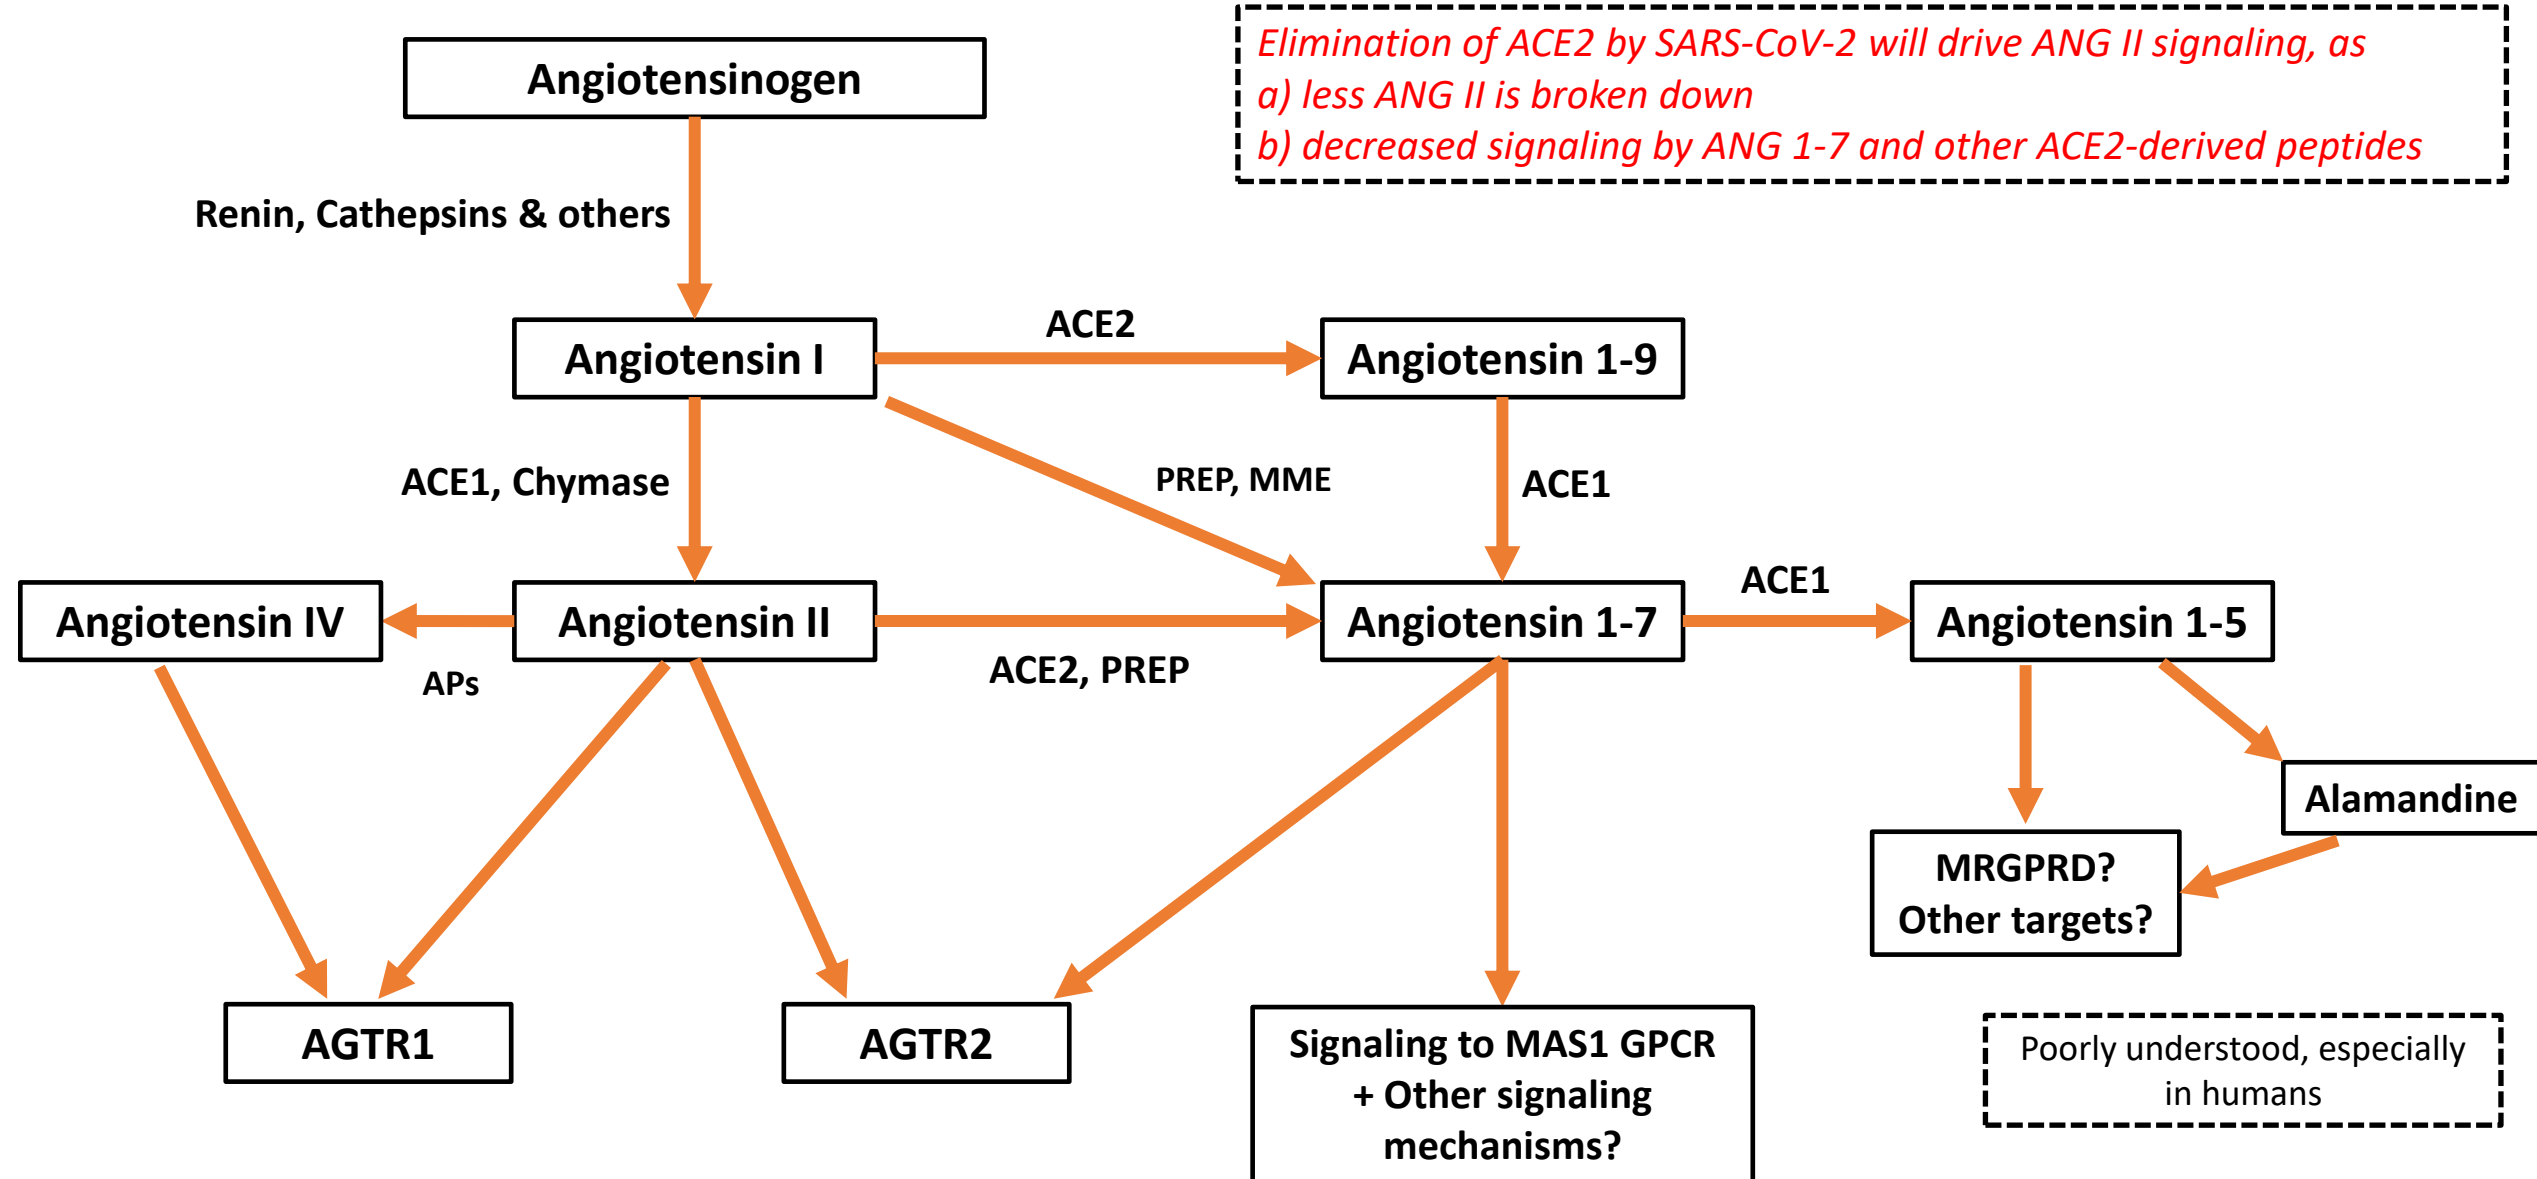 Elimination of ACE2 by SARS-CoV-2 will drive ANG II signaling, as
a) less ANG II is broken down
b) decreased signaling by ANG 1-7 and other ACE2-derived peptides
Angiotensinogen
Renin, Cathepsins & others
Angiotensin I
ACE2
Angiotensin 1-9
ACE1, Chymase
PREP, MME
ACE1
Angiotensin IV
APs
Angiotensin II
ACE2, PREP
Angiotensin 1-7
ACE1
Angiotensin 1-5
Alamandine
MRGPRD?
Other targets?
AGTR1
AGTR2
Signaling to MAS1 GPCR
+ Other signaling
mechanisms?
Poorly understood, especially
in humans